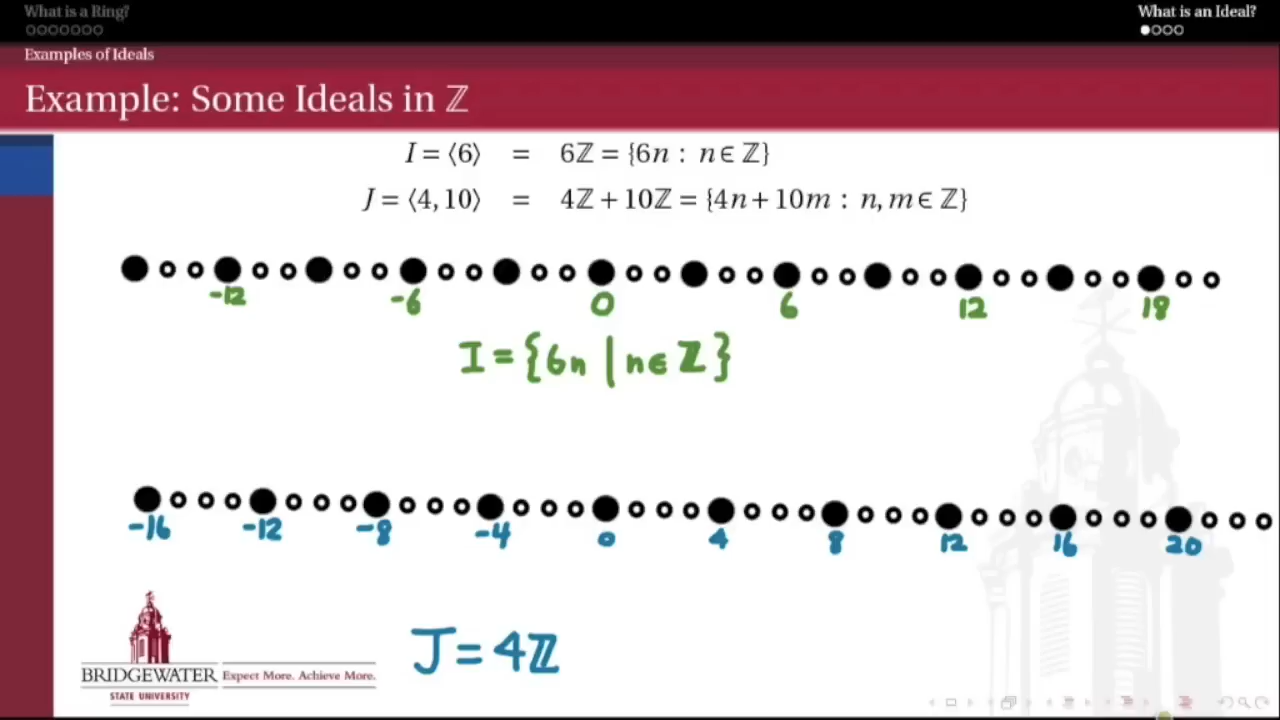 What is a Ring? What is an Ideal?
Examples of Ideals
Example: Some Ideals in ℤ
I = ⟨6⟩ = 6ℤ = {6n : n ∈ ℤ}
J = ⟨4, 10⟩ = 4ℤ + 10ℤ = {4n + 10m : n, m ∈ ℤ}
-12 -6 0 6 12 18
I = {6n | n ∈ ℤ}
-16 -12 -8 -4 0 4 8 12 16 20
J = 4ℤ
BRIDGEWATER Expect More. Achieve More.
STATE UNIVERSITY